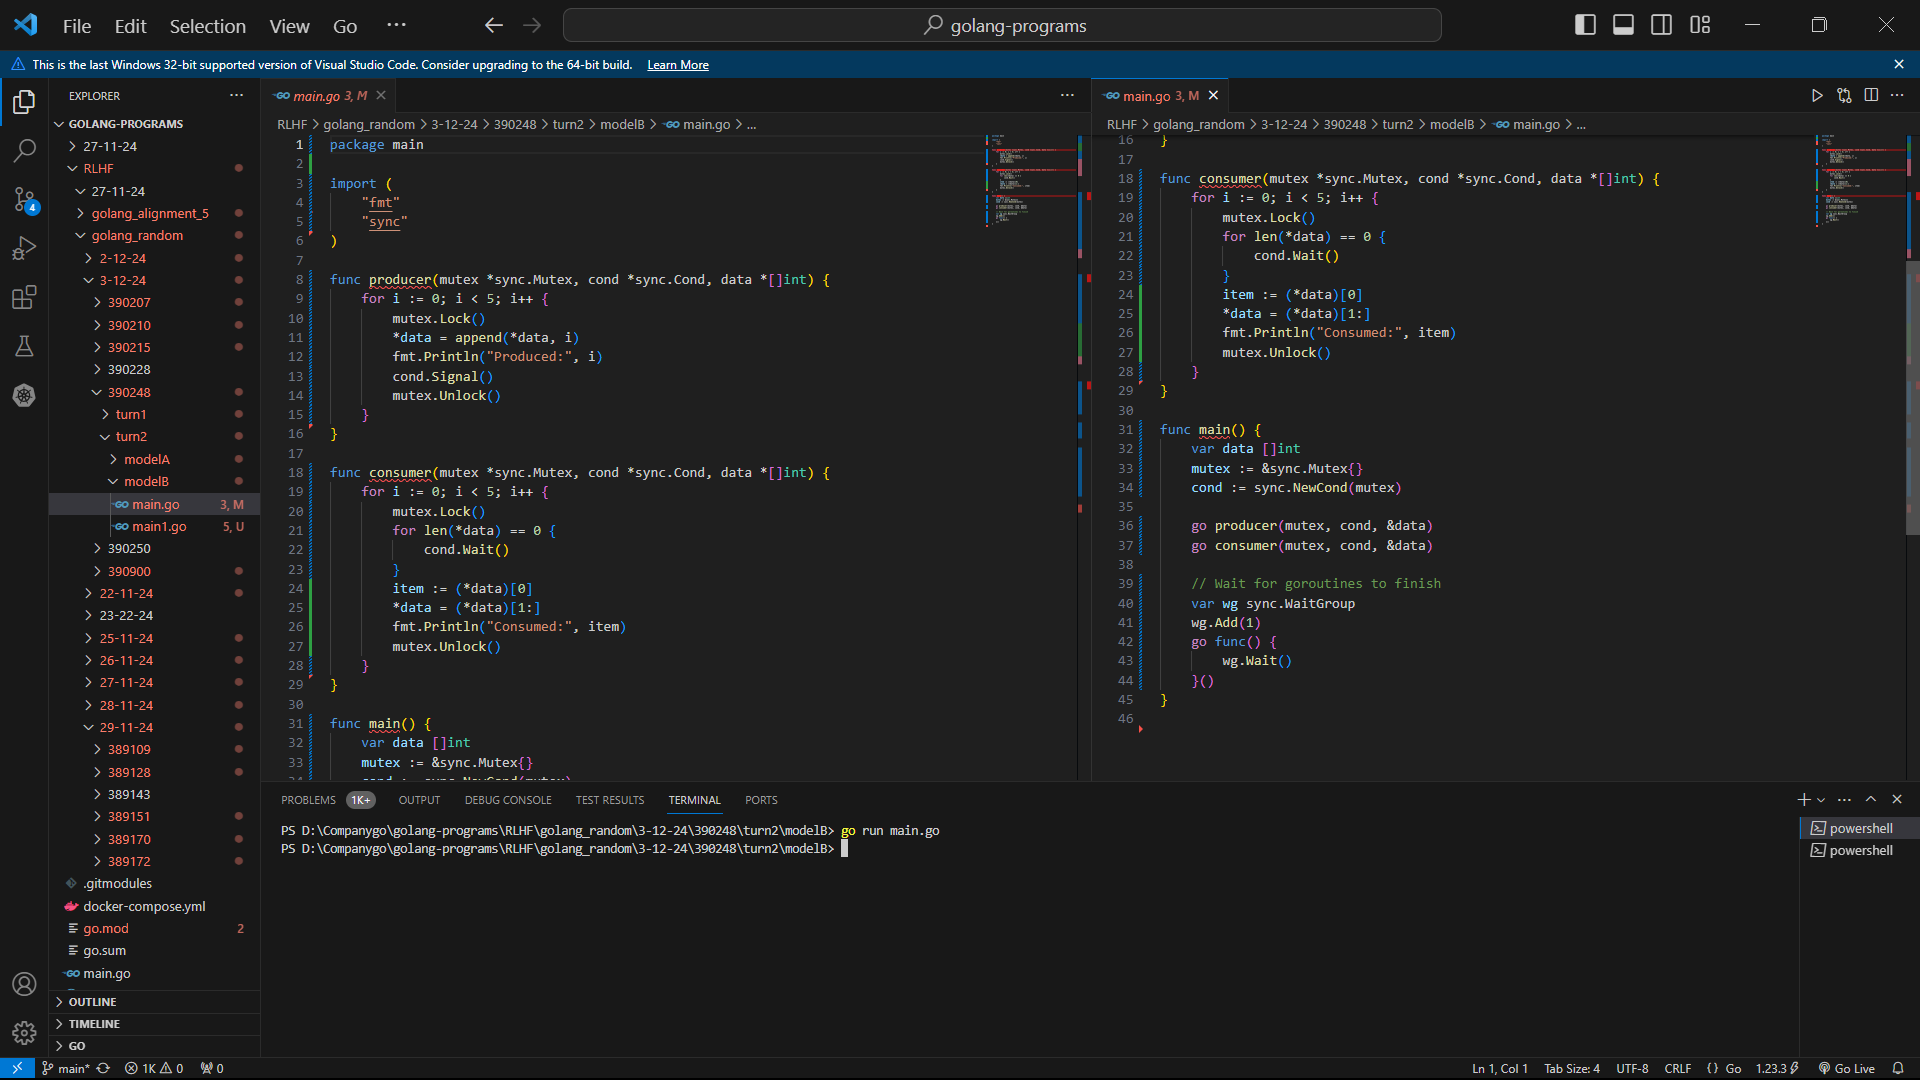 File Edit Selection View Go ···
golang-programs
This is the last Windows 32-bit supported version of Visual Studio Code. Consider upgrading to the 64-bit build. Learn More
EXPLORER ···
GOLANG-PROGRAMS
27-11-24
RLHF
27-11-24
golang_alignment_5
golang_random
2-12-24
3-12-24
390207
390210
390215
390228
390248
turn1
turn2
modelA
modelB
main.go 3, M
main1.go 5, U
390250
390900
22-11-24
23-22-24
25-11-24
26-11-24
27-11-24
28-11-24
29-11-24
389109
389128
389143
389151
389170
389172
.gitmodules
docker-compose.yml
go.mod 2
go.sum
main.go
OUTLINE
TIMELINE
GO
4
main.go 3, M
RLHF > golang_random > 3-12-24 > 390248 > turn2 > modelB > main.go > ...
1 package main
2
3 import (
4 "fmt"
5 "sync"
6 )
7
8 func producer(mutex *sync.Mutex, cond *sync.Cond, data *[]int) {
9 for i := 0; i < 5; i++ {
10 mutex.Lock()
11 *data = append(*data, i)
12 fmt.Println("Produced:", i)
13 cond.Signal()
14 mutex.Unlock()
15 }
16 }
17
18 func consumer(mutex *sync.Mutex, cond *sync.Cond, data *[]int) {
19 for i := 0; i < 5; i++ {
20 mutex.Lock()
21 for len(*data) == 0 {
22 cond.Wait()
23 }
24 item := (*data)[0]
25 *data = (*data)[1:]
26 fmt.Println("Consumed:", item)
27 mutex.Unlock()
28 }
29 }
30
31 func main() {
32 var data []int
33 mutex := &sync.Mutex{}
34 cond := sync.NewCond(mutex)
main.go 3, M
RLHF > golang_random > 3-12-24 > 390248 > turn2 > modelB > main.go > ...
16 }
17
18 func consumer(mutex *sync.Mutex, cond *sync.Cond, data *[]int) {
19 for i := 0; i < 5; i++ {
20 mutex.Lock()
21 for len(*data) == 0 {
22 cond.Wait()
23 }
24 item := (*data)[0]
25 *data = (*data)[1:]
26 fmt.Println("Consumed:", item)
27 mutex.Unlock()
28 }
29 }
30
31 func main() {
32 var data []int
33 mutex := &sync.Mutex{}
34 cond := sync.NewCond(mutex)
35
36 go producer(mutex, cond, &data)
37 go consumer(mutex, cond, &data)
38
39 // Wait for goroutines to finish
40 var wg sync.WaitGroup
41 wg.Add(1)
42 go func() {
43 wg.Wait()
44 }()
45 }
46
PROBLEMS 1K+ OUTPUT DEBUG CONSOLE TEST RESULTS TERMINAL PORTS
PS D:\Companygo\golang-programs\RLHF\golang_random\3-12-24\390248\turn2\modelB> go run main.go
PS D:\Companygo\golang-programs\RLHF\golang_random\3-12-24\390248\turn2\modelB>
powershell
powershell
main* 1K 0 0 Ln 1, Col 1 Tab Size: 4 UTF-8 CRLF {} Go 1.23.3 Go Live